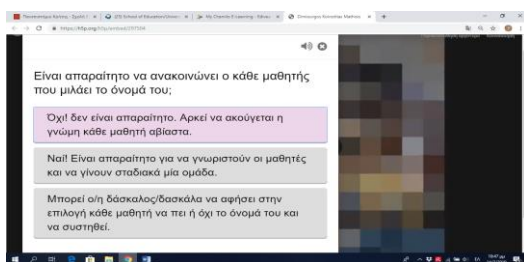 Είναι απαραίτητο να ανακοινώνει ο κάθε μαθητής
που μιλάει το όνομά του;
Όχι! δεν είναι απαραίτητο. Αρκεί να ακούγεται η
γνώμη κάθε μαθητή αβίαστα.
Ναί! Είναι απαραίτητο για να γνωριστούν οι μαθητές
και να γίνουν σταδιακά μία ομάδα.
Μπορεί ο/η δάσκαλος/δασκάλα να αφήσει στην
επιλογή κάθε μαθητή να πει ή όχι το όνομά του και
να συστηθεί.